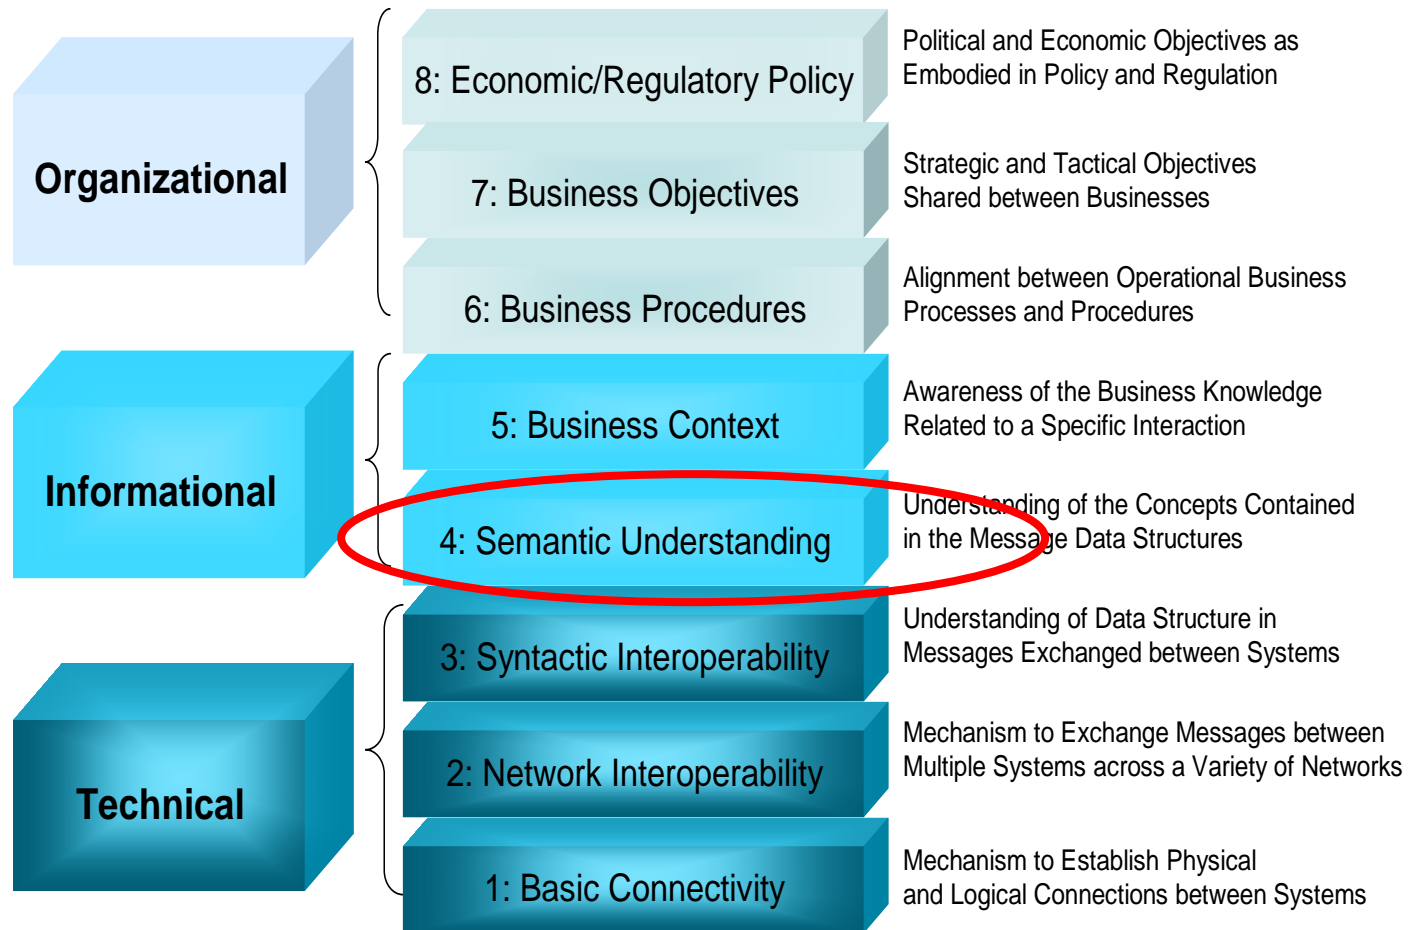 Organizational
8: Economic/Regulatory Policy
Political and Economic Objectives as
Embodied in Policy and Regulation
7: Business Objectives
Strategic and Tactical Objectives
Shared between Businesses
6: Business Procedures
Alignment between Operational Business
Processes and Procedures
Informational
5: Business Context
Awareness of the Business Knowledge
Related to a Specific Interaction
4: Semantic Understanding
Understanding of the Concepts Contained
in the Message Data Structures
Technical
3: Syntactic Interoperability
Understanding of Data Structure in
Messages Exchanged between Systems
2: Network Interoperability
Mechanism to Exchange Messages between
Multiple Systems across a Variety of Networks
1: Basic Connectivity
Mechanism to Establish Physical
and Logical Connections between Systems